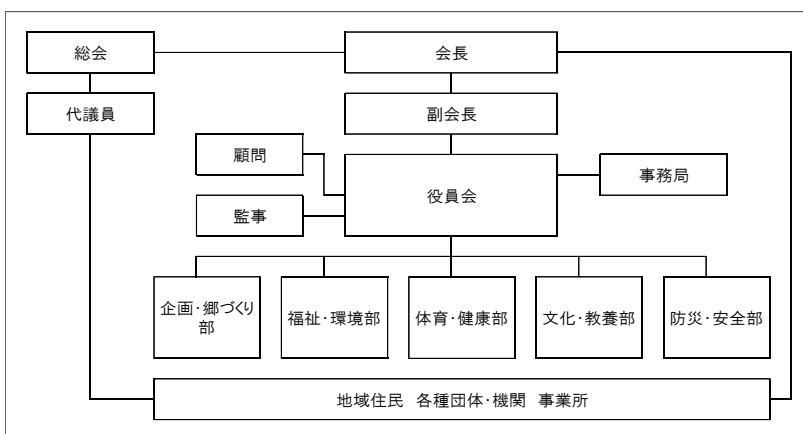 総会
会長
代議員
副会長
顧問
役員会
事務局
監事
企画・郷づくり
部
福祉・環境部
体育・健康部
文化・教養部
防災・安全部
地域住民 各種団体・機関 事業所